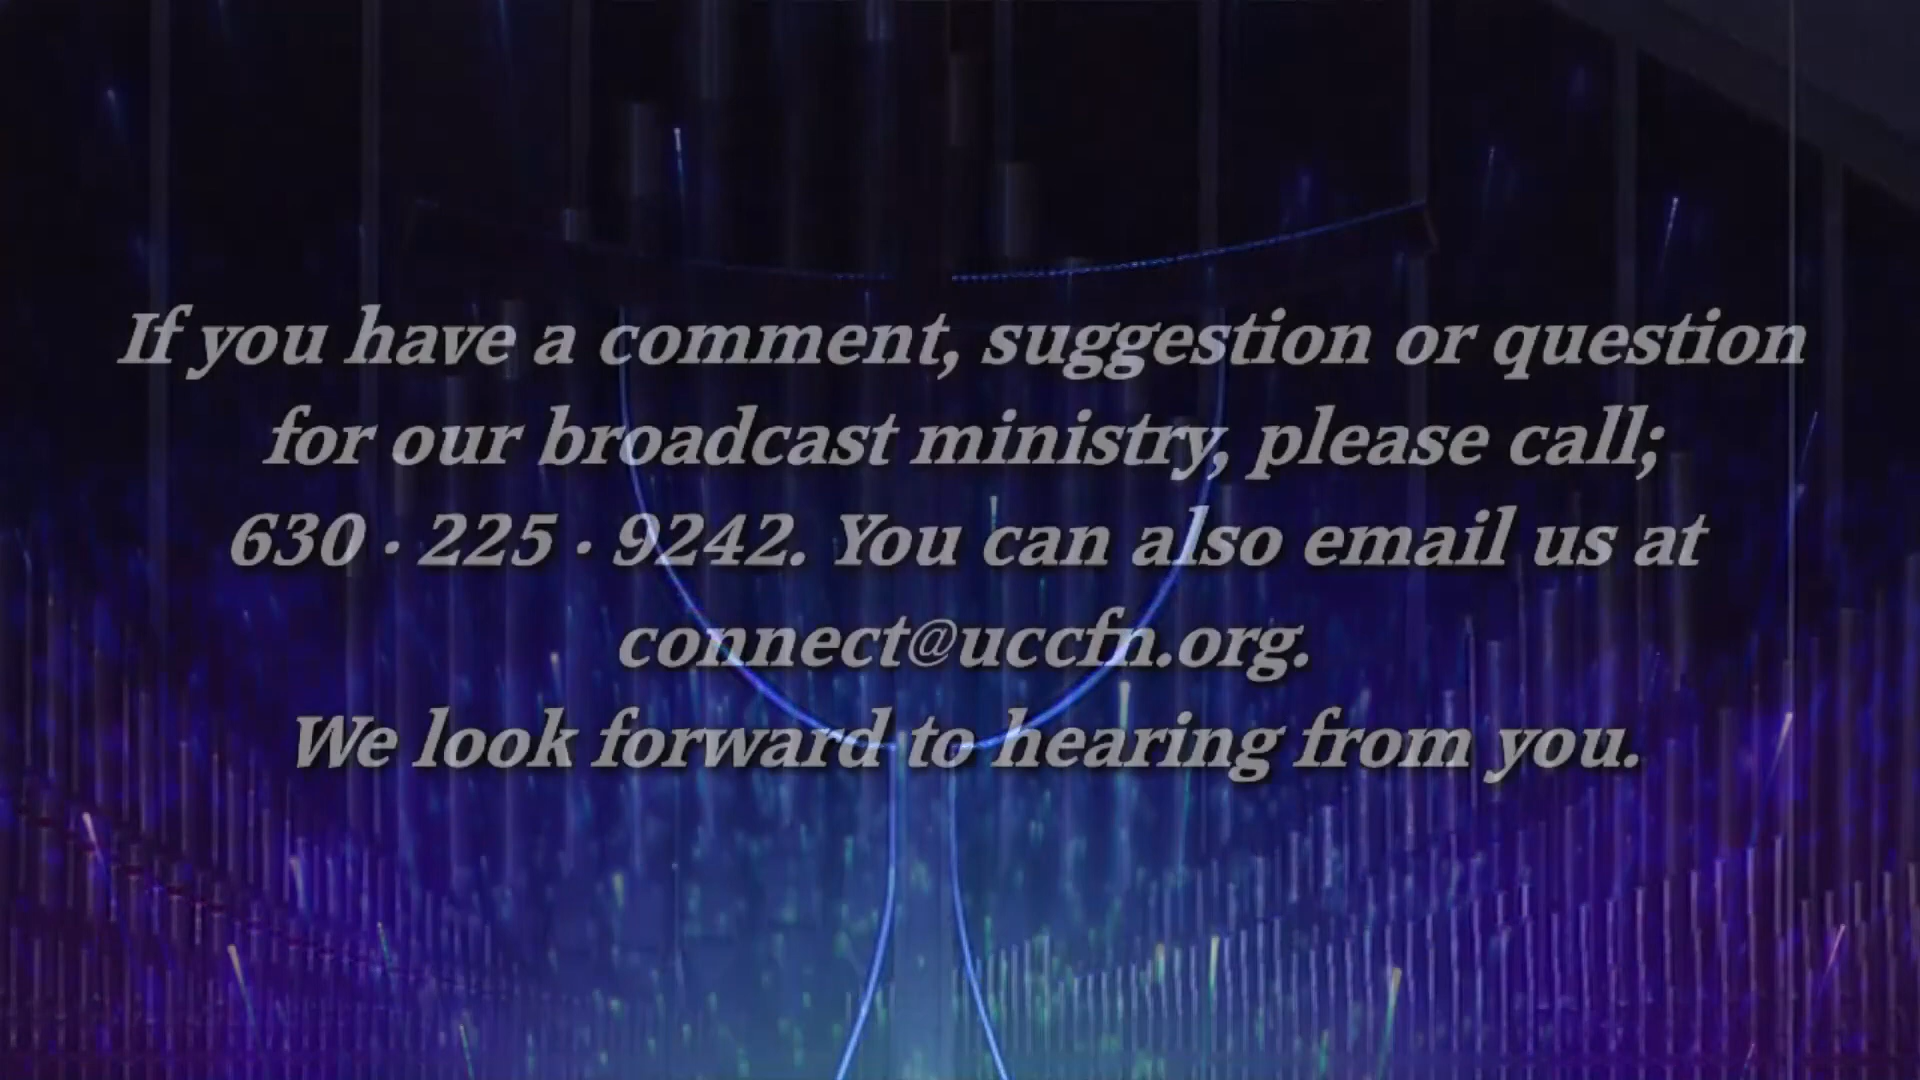 If you have a comment, suggestion or question
for our broadcast ministry, please call;
630 · 225 · 9242. You can also email us at
connect@uccfn.org.
We look forward to hearing from you.